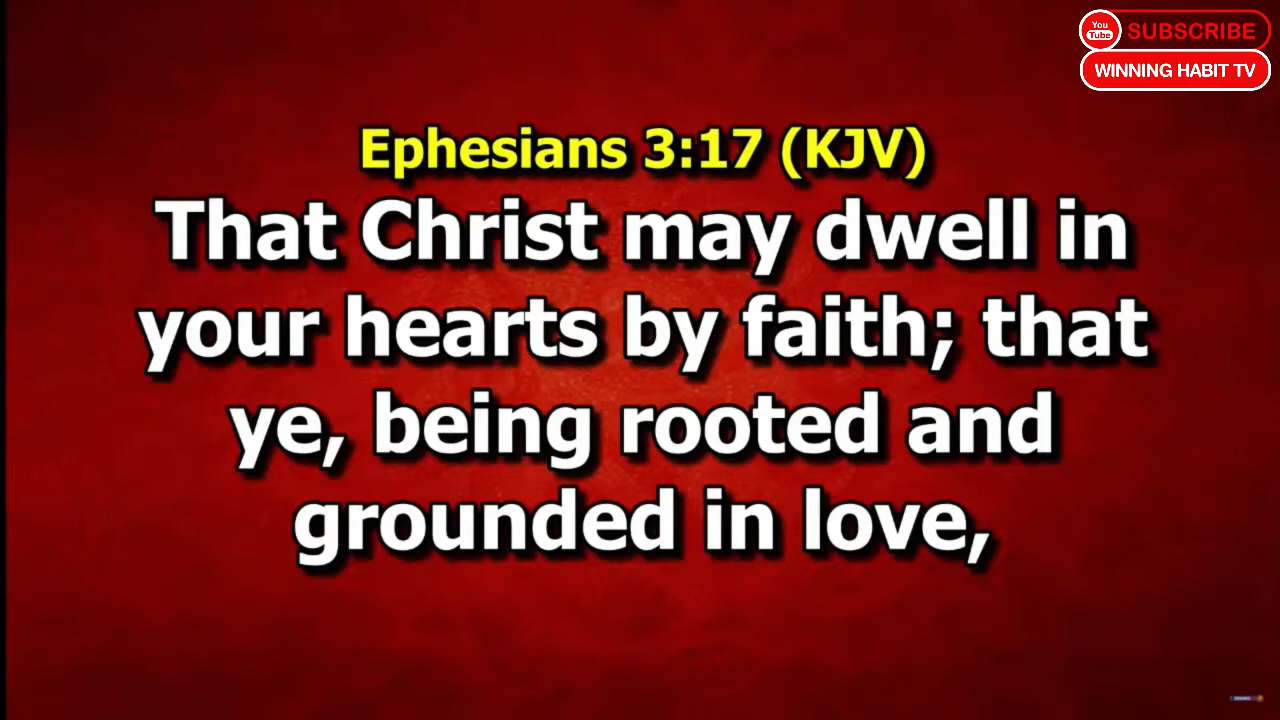 You
Tube
SUBSCRIBE
WINNING HABIT TV
Ephesians 3:17 (KJV)
That Christ may dwell in
your hearts by faith; that
ye, being rooted and
grounded in love,